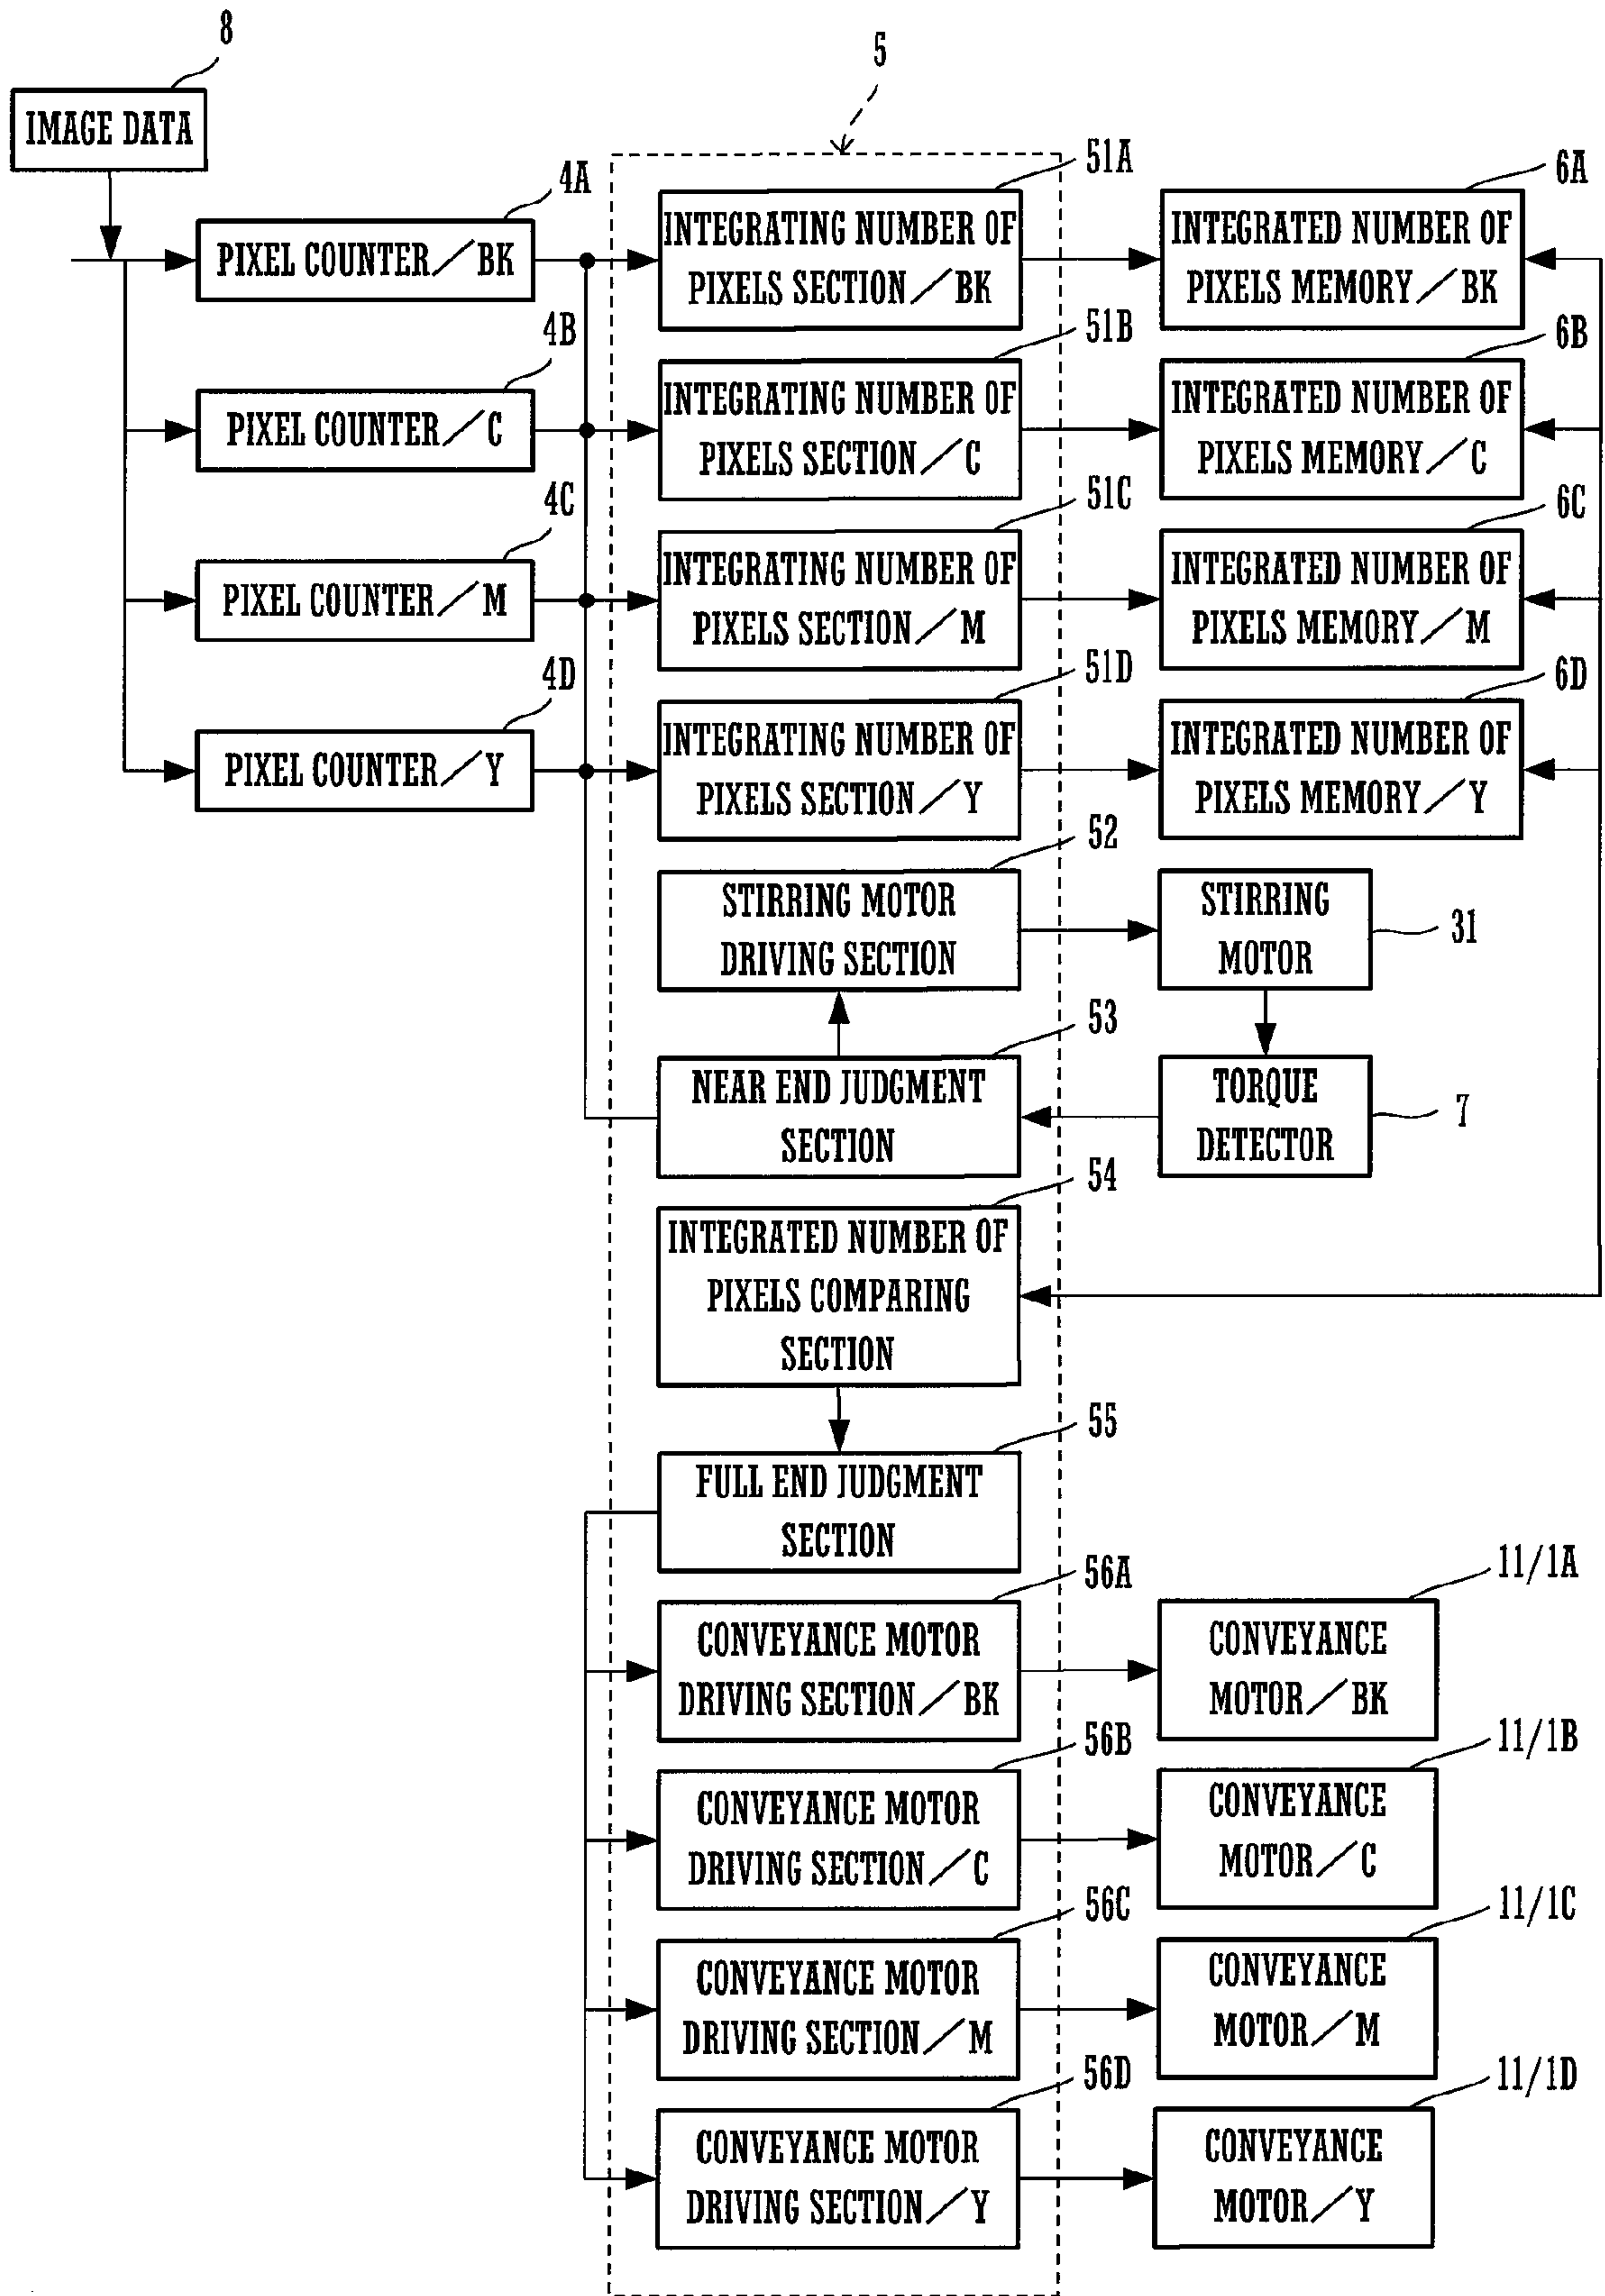 8
IMAGE DATA
5
4A
PIXEL COUNTER/BK
51A
INTEGRATING NUMBER OF
PIXELS SECTION/BK
6A
INTEGRATED NUMBER OF
PIXELS MEMORY/BK
4B
PIXEL COUNTER/C
51B
INTEGRATING NUMBER OF
PIXELS SECTION/C
6B
INTEGRATED NUMBER OF
PIXELS MEMORY/C
4C
PIXEL COUNTER/M
51C
INTEGRATING NUMBER OF
PIXELS SECTION/M
6C
INTEGRATED NUMBER OF
PIXELS MEMORY/M
4D
PIXEL COUNTER/Y
51D
INTEGRATING NUMBER OF
PIXELS SECTION/Y
6D
INTEGRATED NUMBER OF
PIXELS MEMORY/Y
52
STIRRING MOTOR
DRIVING SECTION
STIRRING
MOTOR
31
53
NEAR END JUDGMENT
SECTION
TORQUE
DETECTOR
7
54
INTEGRATED NUMBER OF
PIXELS COMPARING
SECTION
55
FULL END JUDGMENT
SECTION
56A
CONVEYANCE MOTOR
DRIVING SECTION/BK
11/1A
CONVEYANCE
MOTOR/BK
56B
CONVEYANCE MOTOR
DRIVING SECTION/C
11/1B
CONVEYANCE
MOTOR/C
56C
CONVEYANCE MOTOR
DRIVING SECTION/M
11/1C
CONVEYANCE
MOTOR/M
56D
CONVEYANCE MOTOR
DRIVING SECTION/Y
11/1D
CONVEYANCE
MOTOR/Y